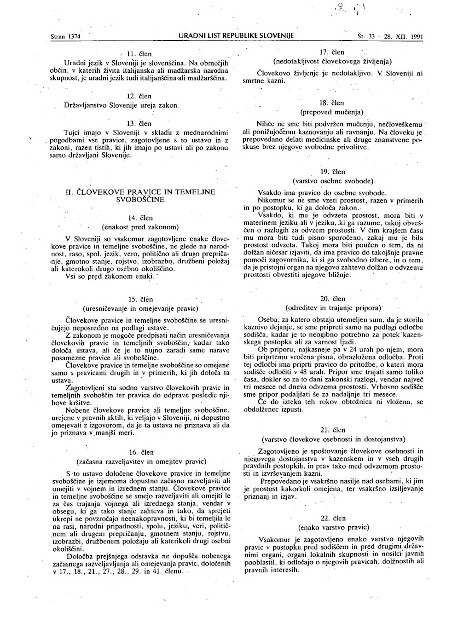 Stran 1374
URADNI LIST REPUBLIKE SLOVENIJE
Št. 33 – 28. XII. 1991
11. člen
Uradni jezik v Sloveniji je slovenščina. Na območjih
občin, v katerih živita italijanska ali madžarska narodna
skupnost, je uradni jezik tudi italijanščina ali madžarščina.
12. člen
Državljanstvo Slovenije ureja zakon.
13. člen
Tujci imajo v Sloveniji v skladu z mednarodnimi
pogodbami vse pravice, zagotovljene s to ustavo in z
zakoni, razen tistih, ki jih imajo po ustavi ali po zakonu
samo državljani Slovenije.
II. ČLOVEKOVE PRAVICE IN TEMELJNE
SVOBOŠČINE
14. člen
(enakost pred zakonom)
V Sloveniji so vsakomur zagotovljene enake člove-
kove pravice in temeljne svoboščine, ne glede na narod-
nost, raso, spol, jezik, vero, politično ali drugo prepriča-
nje, gmotno stanje, rojstvo, izobrazbo, družbeni položaj
ali katerokoli drugo osebno okoliščino.
Vsi so pred zakonom enaki.
15. člen
(uresničevanje in omejevanje pravic)
Človekove pravice in temeljne svoboščine se uresni-
čujejo neposredno na podlagi ustave.
Z zakonom je mogoče predpisati način uresničevanja
človekovih pravic in temeljnih svoboščin, kadar tako
določa ustava, ali če je to nujno zaradi same narave
posamezne pravice ali svoboščine.
Človekove pravice in temeljne svoboščine so omejene
samo s pravicami drugih in v primerih, ki jih določa ta
ustava.
Zagotovljeni sta sodno varstvo človekovih pravic in
temeljnih svoboščin ter pravica do odprave posledic nji-
hove kršitve.
Nobene človekove pravice ali temeljne svoboščine,
urejene v pravnih aktih, ki veljajo v Sloveniji, ni dopustno
omejevati z izgovorom, da je ta ustava ne priznava ali da
jo priznava v manjši meri.
16. člen
(začasna razveljavitev in omejitev pravic)
S to ustavo določene človekove pravice in temeljne
svoboščine je izjemoma dopustno začasno razveljaviti ali
omejiti v vojnem in izrednem stanju. Človekove pravice
in temeljne svoboščine se smejo razveljaviti ali omejiti le
za čas trajanja vojnega ali izrednega stanja, vendar v
obsegu, ki ga tako stanje zahteva in tako, da sprejeti
ukrepi ne povzročajo neenakopravnosti, ki bi temeljila le
na rasi, narodni pripadnosti, spolu, jeziku, veri, politič-
nem ali drugem prepričanju, gmotnem stanju, rojstvu,
izobrazbi, družbenem položaju ali katerikoli drugi osebni
okoliščini.
Določba prejšnjega odstavka ne dopušča nobenega
začasnega razveljavljanja ali omejevanja pravic, določenih
v 17., 18., 21., 27., 28., 29. in 41. členu.
17. člen
(nedotakljivost človekovega življenja)
Človekovo življenje je nedotakljivo. V Sloveniji ni
smrtne kazni.
18. člen
(prepoved mučenja)
Nihče ne sme biti podvržen mučenju, nečloveškemu
ali ponižujočemu kaznovanju ali ravnanju. Na človeku je
prepovedano delati medicinske ali druge znanstvene po-
skuse brez njegove svobodne privolitve.
19. člen
(varstvo osebne svobode)
Vsakdo ima pravico do osebne svobode.
Nikomur se ne sme vzeti prostost, razen v primerih
in po postopku, ki ga določa zakon.
Vsakdo, ki mu je odvzeta prostost, mora biti v
materinem jeziku ali v jeziku, ki ga razume, takoj obveš-
čen o razlogih za odvzem prostosti. V čim krajšem času
mu mora biti tudi pisno sporočeno, zakaj mu je bila
prostost odvzeta. Takoj mora biti poučen o tem, da ni
dolžan ničesar izjaviti, da ima pravico do takojšnje pravne
pomoči zagovornika, ki si ga svobodno izbere, in o tem,
da je pristojni organ na njegovo zahtevo dolžan o odvzemu
prostosti obvestiti njegove bližnje.
20. člen
(odreditev in trajanje pripora)
Oseba, za katero obstaja utemeljen sum, da je storila
kaznivo dejanje, se sme pripreti samo na podlagi odločbe
sodišča, kadar je to neogibno potrebno za potek kazen-
skega postopka ali za varnost ljudi.
Ob priporu, najkasneje pa v 24 urah po njem, mora
biti priprtemu vročena pisna, obrazložena odločba. Proti
tej odločbi ima priprti pravico do pritožbe, o kateri mora
sodišče odločiti v 48 urah. Pripor sme trajati samo toliko
časa, dokler so za to dani zakonski razlogi, vendar največ
tri mesece od dneva odvzema prostosti. Vrhovno sodišče
sme pripor podaljšati še za nadaljnje tri mesece.
Če do izteka teh rokov obtožnica ni vložena, se
obdolženec izpusti.
21. člen
(varstvo človekove osebnosti in dostojanstva)
Zagotovljeno je spoštovanje človekove osebnosti in
njegovega dostojanstva v kazenskem in v vseh drugih
pravnih postopkih, in prav tako med odvzemom prosto-
sti in izvrševanjem kazni.
Prepovedano je vsakršno nasilje nad osebami, ki jim
je prostost kakorkoli omejena, ter vsakršno izsiljevanje
priznanj in izjav.
22. člen
(enako varstvo pravic)
Vsakomur je zagotovljeno enako varstvo njegovih
pravic v postopku pred sodiščem in pred drugimi držav-
nimi organi, organi lokalnih skupnosti in nosilci javnih
pooblastil, ki odločajo o njegovih pravicah, dolžnostih ali
pravnih interesih.